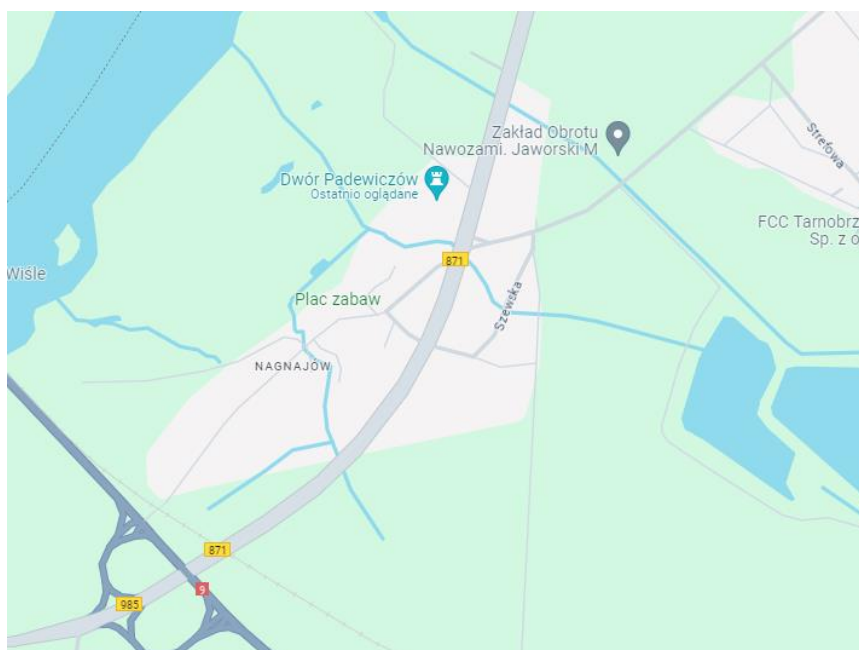 Zakład Obrotu
Nawozami. Jaworski M
Strefowa
Dwór Padewiczów
Ostatnio oglądane
FCC Tarnobrz
Sp. z o
Wiśle
871
Plac zabaw
Szewska
NAGNAJÓW
871
9
985